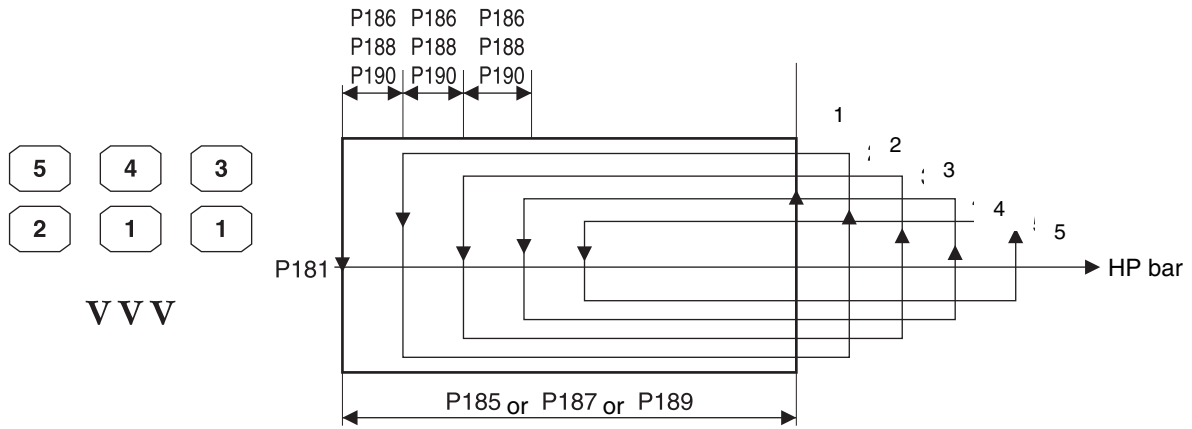 P186 P186 P186
P188 P188 P188
P190 P190 P190
1
2
3
4
5
5 4 3
2 1 1
V V V
P181
HP bar
P185 or P187 or P189